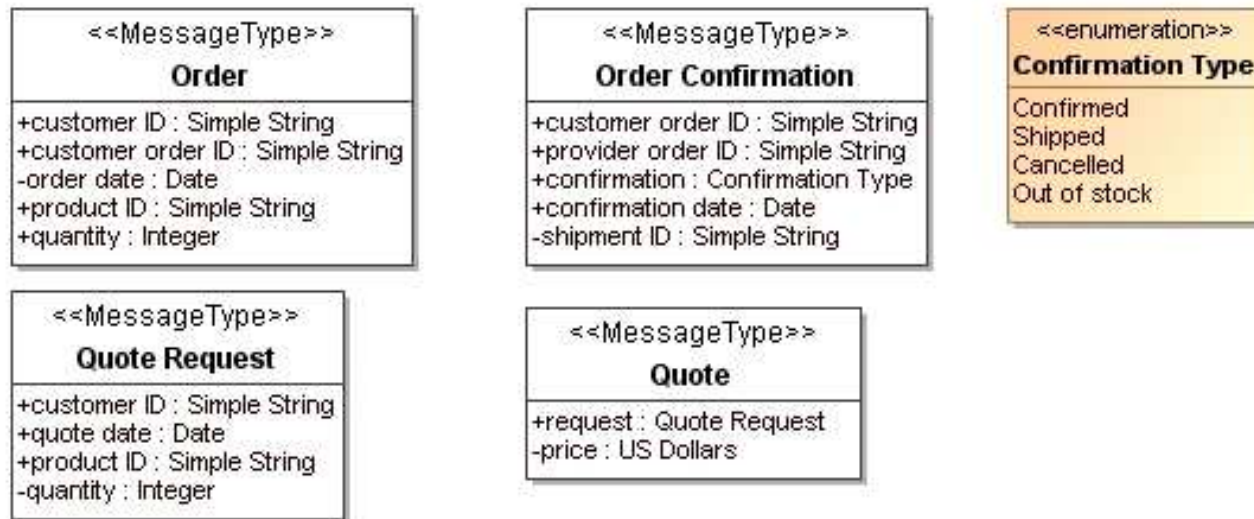 <<MessageType>>
Order
+customer ID : Simple String
+customer order ID : Simple String
-order date : Date
+product ID : Simple String
+quantity : Integer
<<MessageType>>
Order Confirmation
+customer order ID : Simple String
+provider order ID : Simple String
+confirmation : Confirmation Type
+confirmation date : Date
-shipment ID : Simple String
<<enumeration>>
Confirmation Type
Confirmed
Shipped
Cancelled
Out of stock
<<MessageType>>
Quote Request
+customer ID : Simple String
+quote date : Date
+product ID : Simple String
-quantity : Integer
<<MessageType>>
Quote
+request : Quote Request
-price : US Dollars